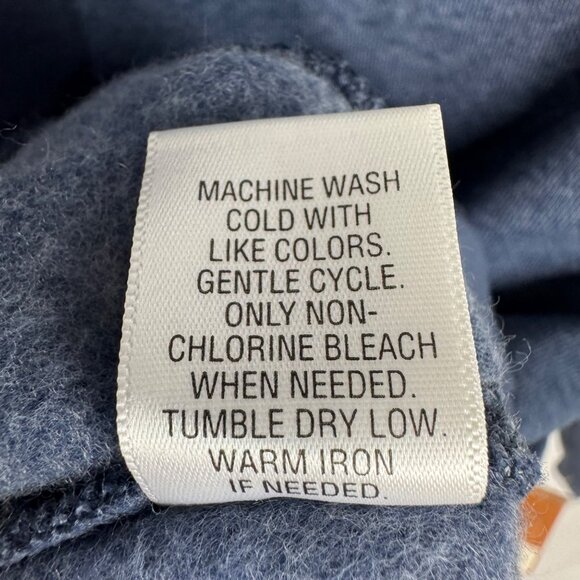 MACHINE WASH
COLD WITH
LIKE COLORS.
GENTLE CYCLE.
ONLY NON-
CHLORINE BLEACH
WHEN NEEDED.
TUMBLE DRY LOW.
WARM IRON
IF NEEDED.